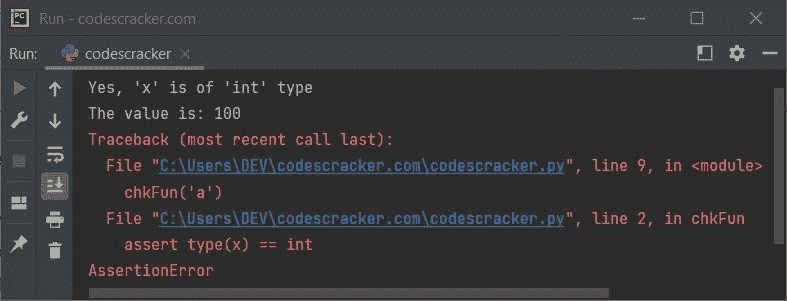 Run - codescracker.com
Run: codescracker
Yes, 'x' is of 'int' type
The value is: 100
Traceback (most recent call last):
File "C:\Users\DEV\codescracker.com\codescracker.py", line 9, in <module>
chkFun('a')
File "C:\Users\DEV\codescracker.com\codescracker.py", line 2, in chkFun
assert type(x) == int
AssertionError